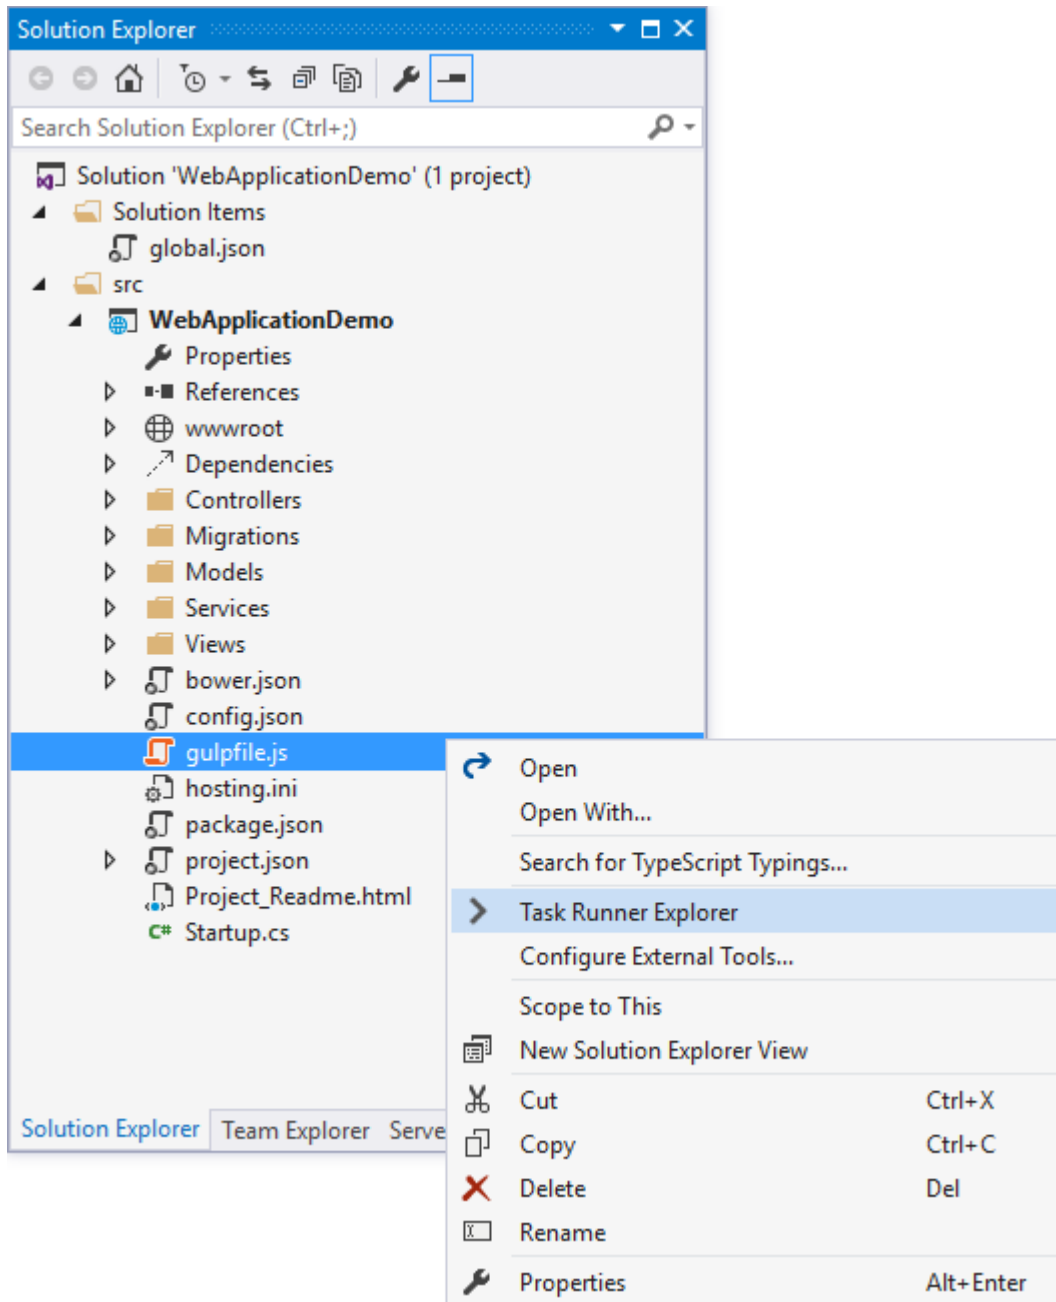 Solution Explorer
Search Solution Explorer (Ctrl+;)
Solution 'WebApplicationDemo' (1 project)
Solution Items
global.json
src
WebApplicationDemo
Properties
References
wwwroot
Dependencies
Controllers
Migrations
Models
Services
Views
bower.json
config.json
gulpfile.js
hosting.ini
package.json
project.json
Project_Readme.html
C# Startup.cs
Solution Explorer Team Explorer Serve
Open
Open With...
Search for TypeScript Typings...
Task Runner Explorer
Configure External Tools...
Scope to This
New Solution Explorer View
Cut Ctrl+X
Copy Ctrl+C
Delete Del
Rename
Properties Alt+Enter